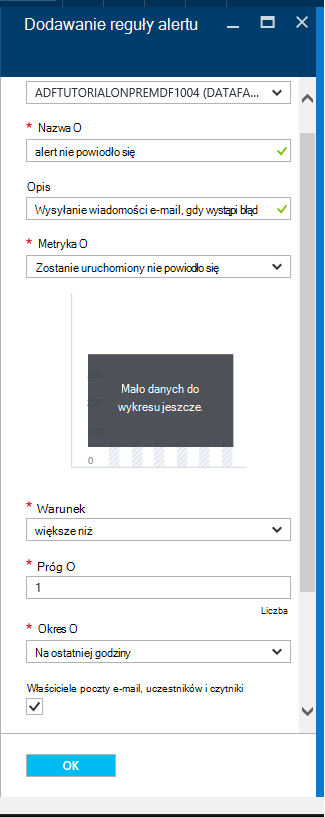 Dodawanie reguły alertu
ADFTUTORIALONPREMDF1004 (DATAFA...
* Nazwa O
alert nie powiodło się
Opis
Wysyłanie wiadomości e-mail, gdy wystąpi błąd
* Metryka O
Zostanie uruchomiony nie powiodło się
Mało danych do
wykresu jeszcze.
0
* Warunek
większe niż
* Próg O
1
Liczba
* Okres O
Na ostatniej godziny
Właściciele poczty e-mail, uczestników i czytniki
OK